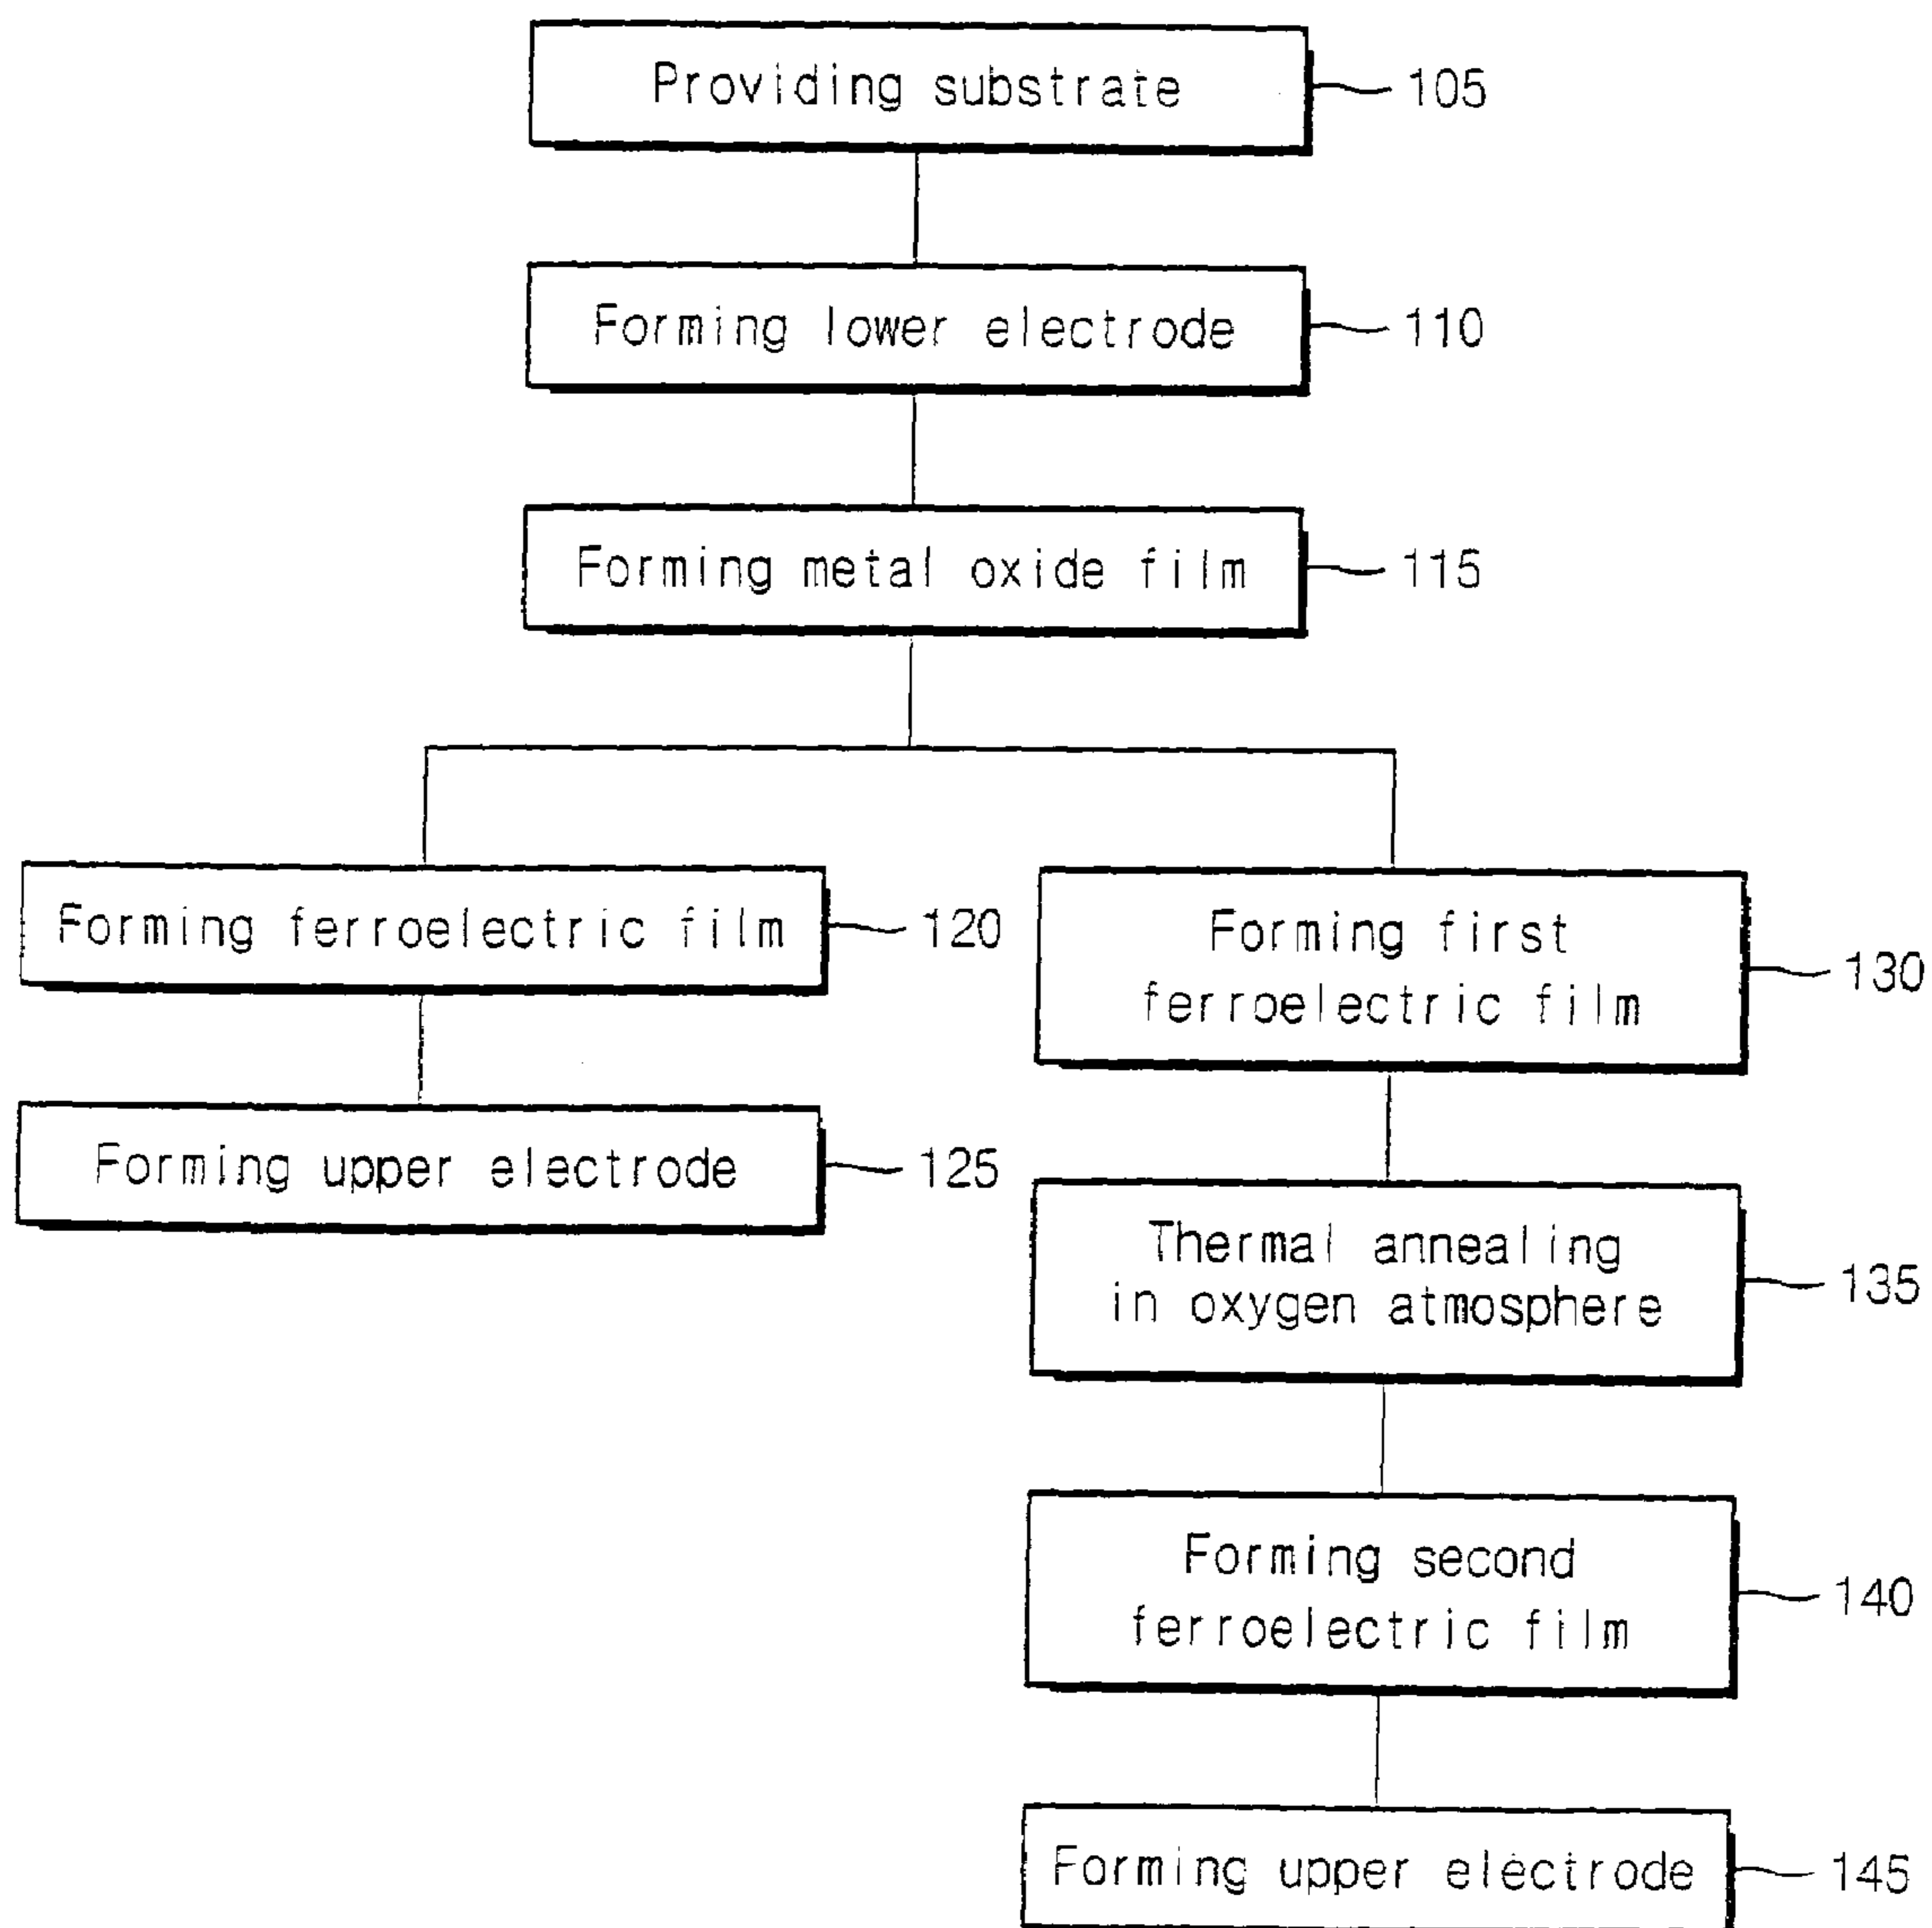 Providing substrate
105
Forming lower electrode
110
Forming metal oxide film
115
Forming ferroelectric film
120
Forming upper electrode
125
Forming first
ferroelectric film
130
Thermal annealing
in oxygen atmosphere
135
Forming second
ferroelectric film
140
Forming upper electrode
145